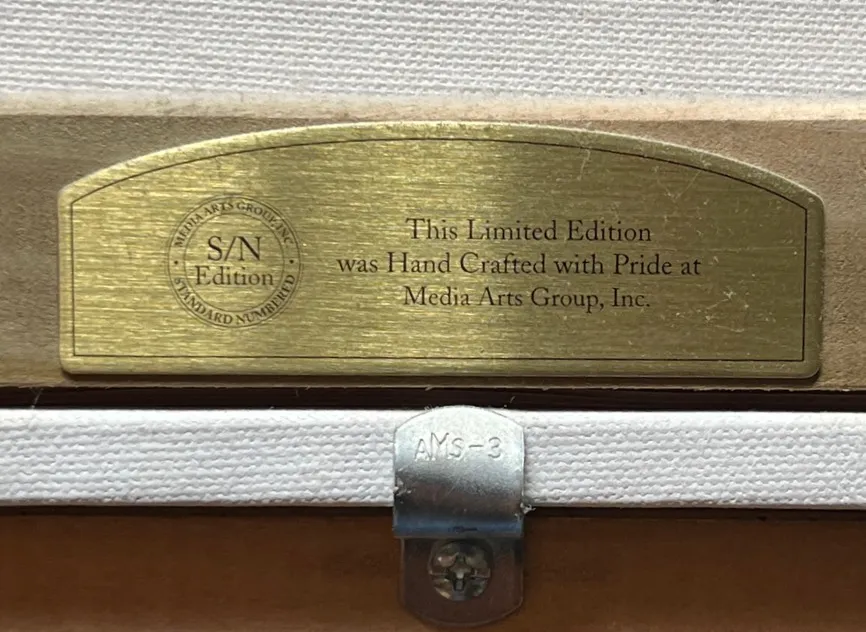 MEDIA ARTS GROUP, INC.
S/N
Edition
STANDARD NUMBERED
This Limited Edition
was Hand Crafted with Pride at
Media Arts Group, Inc.
AMS-3